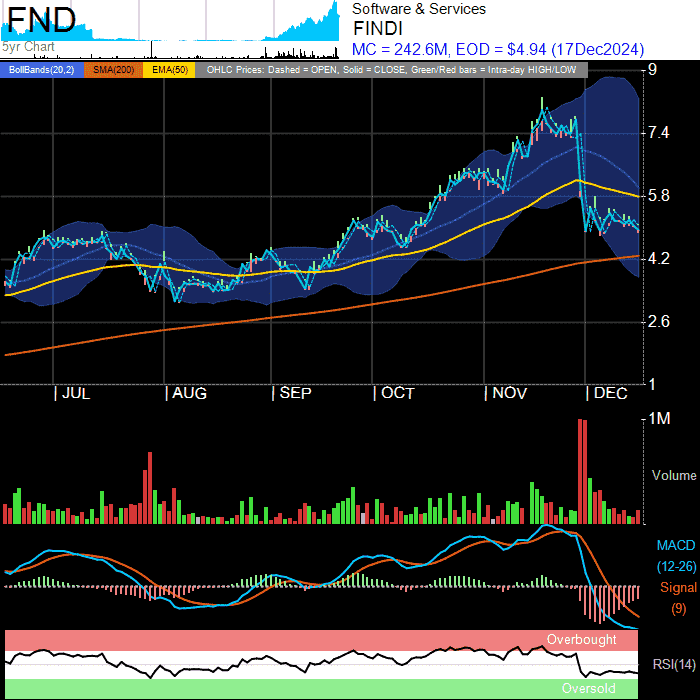 FND
5yr Chart
Software & Services
FINDI
MC = 242.6M, EOD = $4.94 (17Dec2024)
BollBands(20,2) SMA(200) EMA(50) OHLC Prices: Dashed = OPEN, Solid = CLOSE, Green/Red bars = Intra-day HIGH/LOW
9
7.4
5.8
4.2
2.6
1
| JUL | AUG | SEP | OCT | NOV | DEC
1M
Volume
MACD
(12-26)
Signal
(9)
Overbought
RSI(14)
Oversold